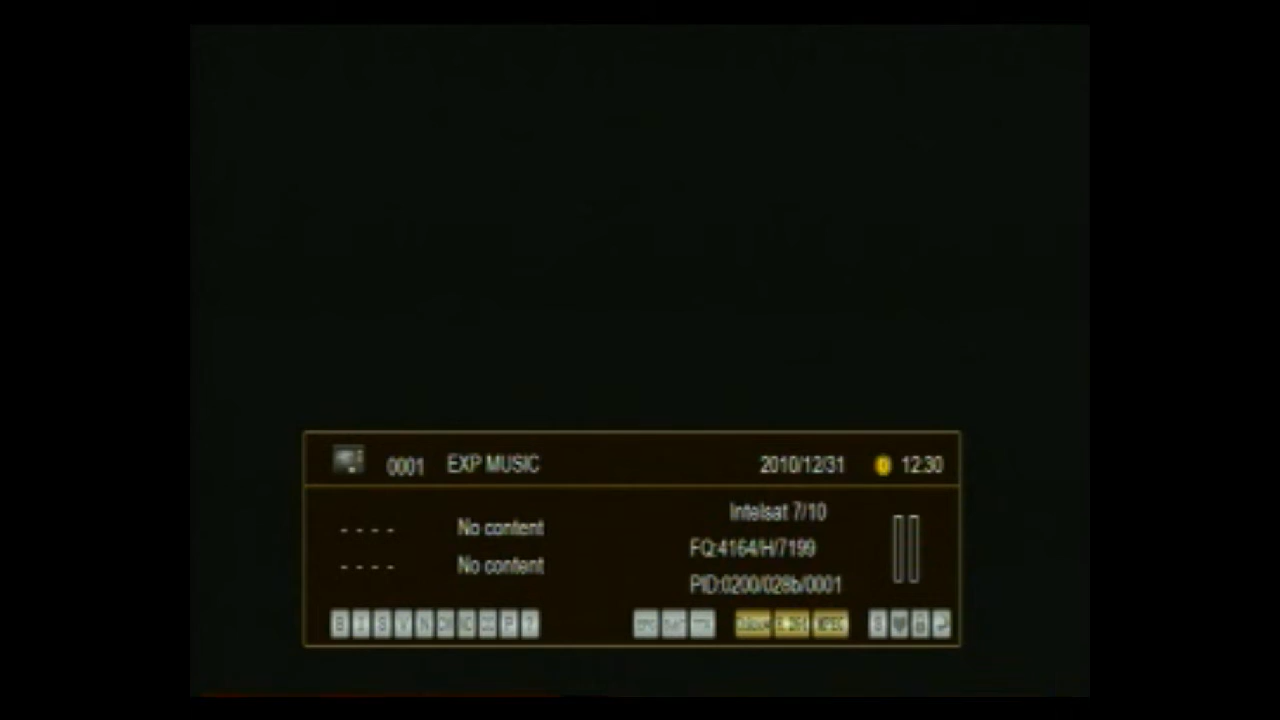 0001 EXP MUSIC 2010/12/31 12:30
Intelsat 7/10
- - - - No content
FQ:4164/H/7199
- - - - No content
PID:0200/028b/0001
B I S V N P ?
S